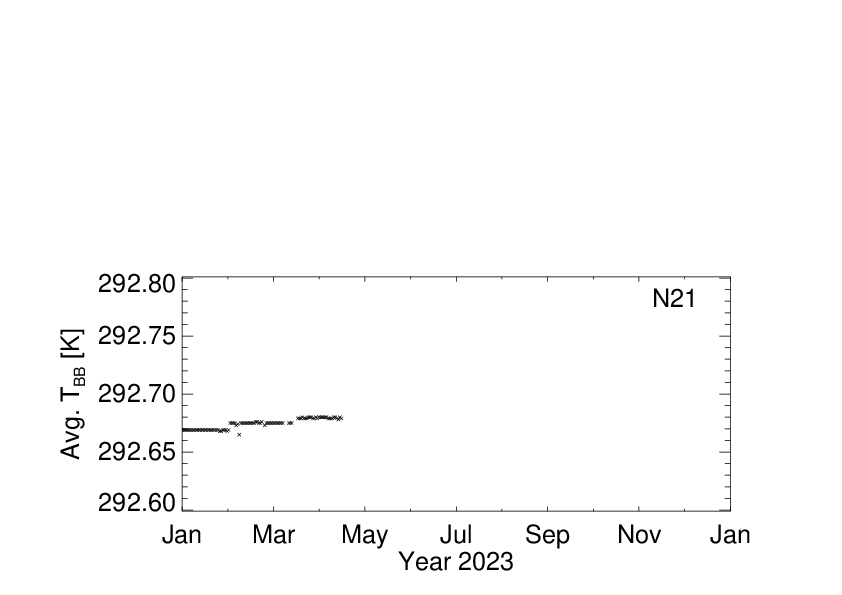 292.80
N21
292.75
292.70
292.65
292.60
Avg. T_BB [K]
Jan Mar May Jul Sep Nov Jan
Year 2023